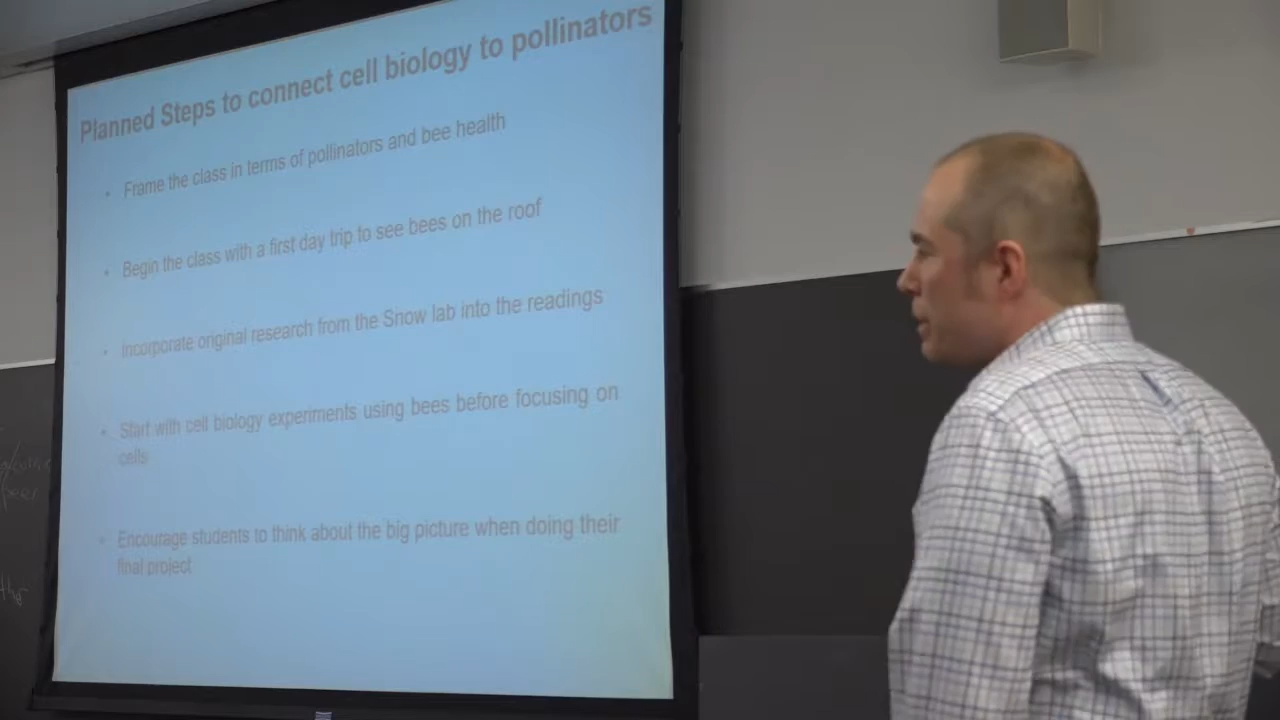 Planned Steps to connect cell biology to pollinators
• Frame the class in terms of pollinators and bee health
• Begin the class with a first day trip to see bees on the roof
• Incorporate original research from the Snow lab into the readings
• Start with cell biology experiments using bees before focusing on
cells
• Encourage students to think about the big picture when doing their
final project